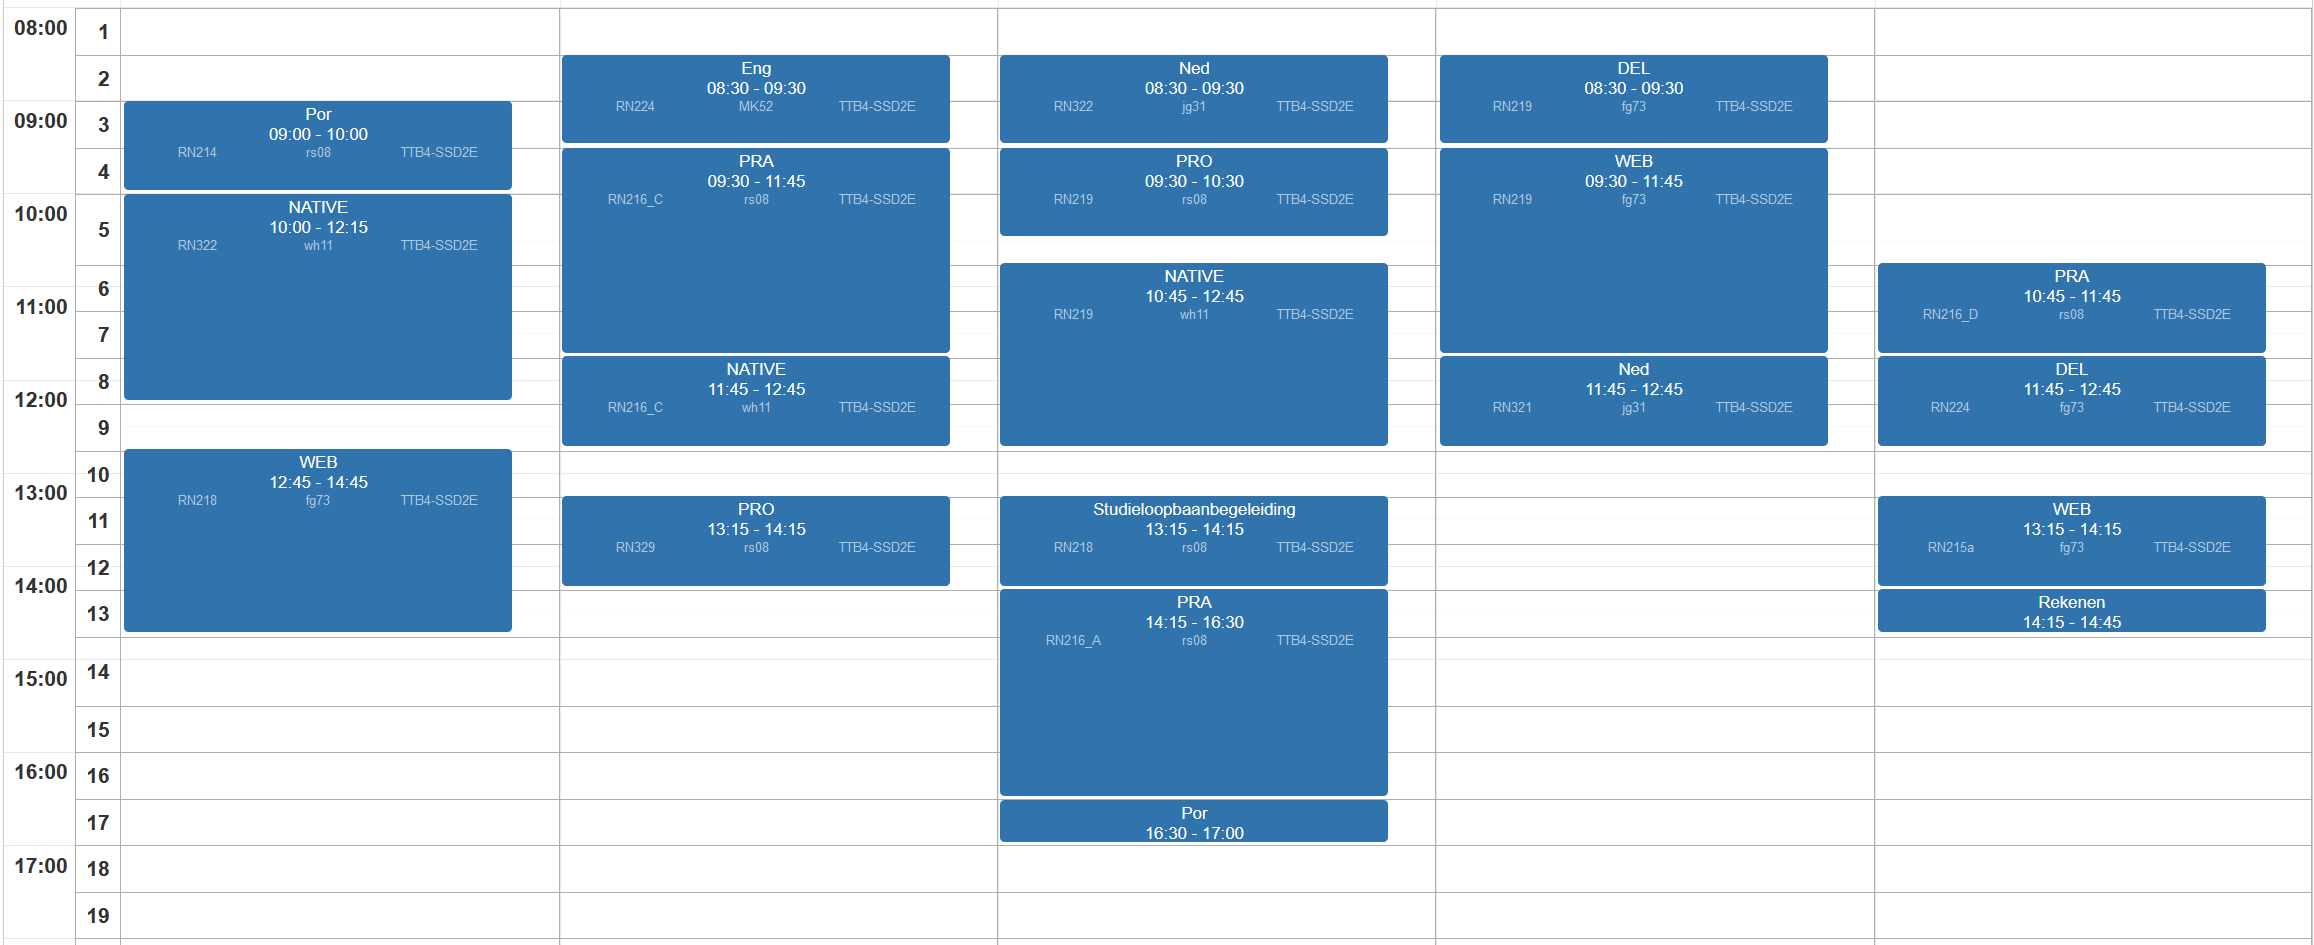 08:00
09:00
10:00
11:00
12:00
13:00
14:00
15:00
16:00
17:00
1
2
3
4
5
6
7
8
9
10
11
12
13
14
15
16
17
18
19
Por
09:00 - 10:00
RN214 rs08 TTB4-SSD2E
NATIVE
10:00 - 12:15
RN322 wh11 TTB4-SSD2E
WEB
12:45 - 14:45
RN218 fg73 TTB4-SSD2E
Eng
08:30 - 09:30
RN224 MK52 TTB4-SSD2E
PRA
09:30 - 11:45
RN216_C rs08 TTB4-SSD2E
NATIVE
11:45 - 12:45
RN216_C wh11 TTB4-SSD2E
PRO
13:15 - 14:15
RN329 rs08 TTB4-SSD2E
Ned
08:30 - 09:30
RN322 jg31 TTB4-SSD2E
PRO
09:30 - 10:30
RN219 rs08 TTB4-SSD2E
NATIVE
10:45 - 12:45
RN219 wh11 TTB4-SSD2E
Studieloopbaanbegeleiding
13:15 - 14:15
RN218 rs08 TTB4-SSD2E
PRA
14:15 - 16:30
RN216_A rs08 TTB4-SSD2E
Por
16:30 - 17:00
DEL
08:30 - 09:30
RN219 fg73 TTB4-SSD2E
WEB
09:30 - 11:45
RN219 fg73 TTB4-SSD2E
Ned
11:45 - 12:45
RN321 jg31 TTB4-SSD2E
PRA
10:45 - 11:45
RN216_D rs08 TTB4-SSD2E
DEL
11:45 - 12:45
RN224 fg73 TTB4-SSD2E
WEB
13:15 - 14:15
RN215a fg73 TTB4-SSD2E
Rekenen
14:15 - 14:45